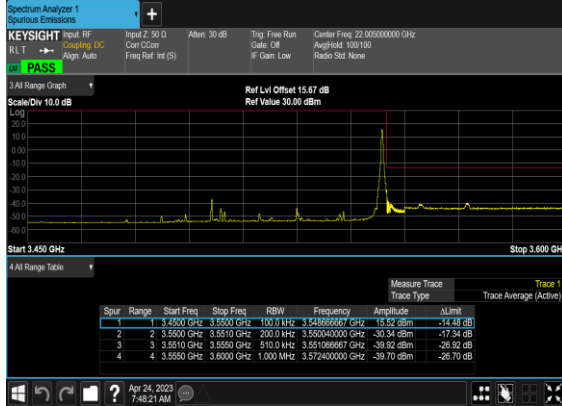 Spectrum Analyzer 1
Spurious Emissions
+
KEYSIGHT Input: RF Input Z: 50 Ω Atten: 30 dB Trig: Free Run Center Freq: 22.005000000 GHz
RLT Coupling: DC Corr CCorr Gate: Off Avg|Hold: 100/100
Align: Auto Freq Ref: Int (S) IF Gain: Low Radio Std: None
PASS
3 All Range Graph
Ref Lvl Offset 15.67 dB
Scale/Div 10.0 dB Ref Value 30.00 dBm
Log
20.0
10.0
0.00
-10.0
-20.0
-30.0
-40.0
-50.0
-60.0
Start 3.450 GHz Stop 3.600 GH
4 All Range Table
Measure Trace Trace 1
Trace Type Trace Average (Active)
Spur Range Start Freq Stop Freq RBW Frequency Amplitude ΔLimit
1 1 3.4500 GHz 3.5500 GHz 100.0 kHz 3.548666667 GHz 15.52 dBm -14.48 dB
2 2 3.5500 GHz 3.5510 GHz 200.0 kHz 3.550040000 GHz -30.34 dBm -17.34 dB
3 3 3.5510 GHz 3.5550 GHz 510.0 kHz 3.551066667 GHz -39.92 dBm -26.92 dB
4 4 3.5550 GHz 3.6000 GHz 1.000 MHz 3.572400000 GHz -39.70 dBm -26.70 dB
? Apr 24, 2023
7:48:21 AM